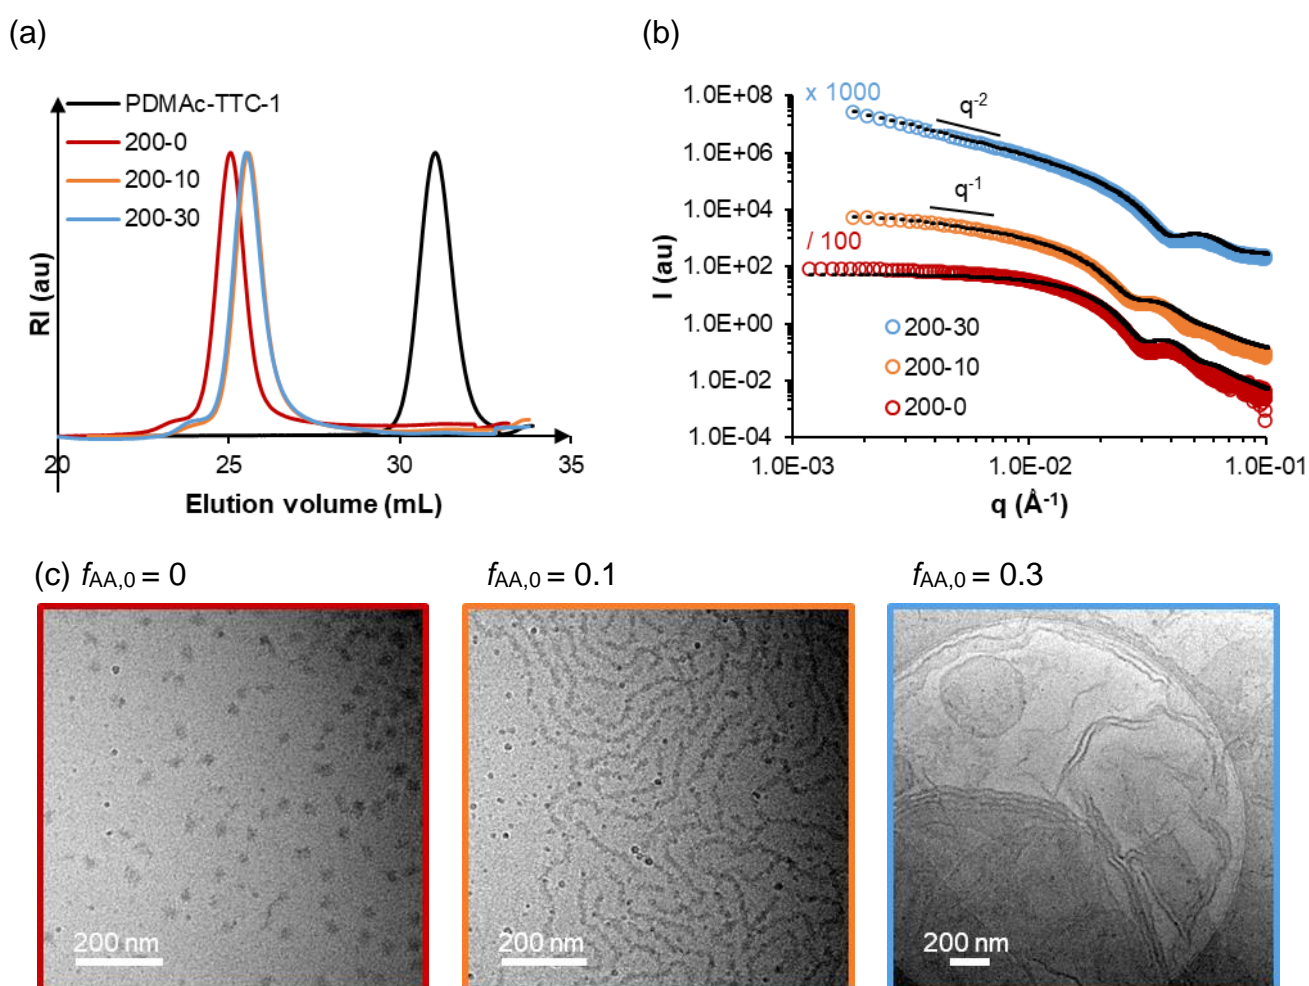 (a)
PDMAc-TTC-1
200-0
200-10
200-30
RI (au)
20 25 30 35
Elution volume (mL)
(b)
1.0E+08
1.0E+06
1.0E+04
1.0E+02
1.0E+00
1.0E-02
1.0E-04
I (au)
x 1000
q-2
q-1
/ 100
200-30
200-10
200-0
1.0E-03 1.0E-02 1.0E-01
q (Å-1)
(c) fAA,0 = 0
fAA,0 = 0.1
fAA,0 = 0.3
200 nm
200 nm
200 nm